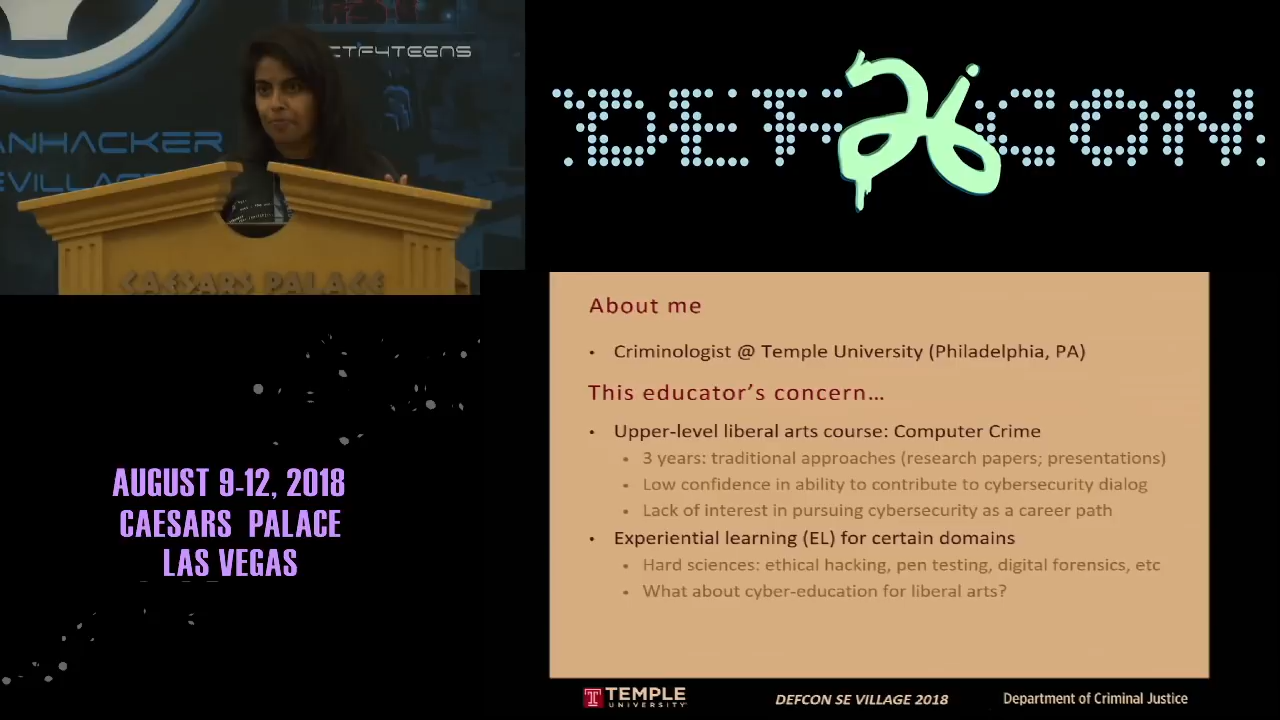 CTF4TEENS
ANHACKER
EVILLAGE
CAESARS PALACE
DEFCON
26
About me
• Criminologist @ Temple University (Philadelphia, PA)
This educator’s concern…
• Upper-level liberal arts course: Computer Crime
• 3 years: traditional approaches (research papers; presentations)
• Low confidence in ability to contribute to cybersecurity dialog
• Lack of interest in pursuing cybersecurity as a career path
• Experiential learning (EL) for certain domains
• Hard sciences: ethical hacking, pen testing, digital forensics, etc
• What about cyber-education for liberal arts?
AUGUST 9-12, 2018
CAESARS PALACE
LAS VEGAS
T TEMPLE
UNIVERSITY
DEFCON SE VILLAGE 2018
Department of Criminal Justice